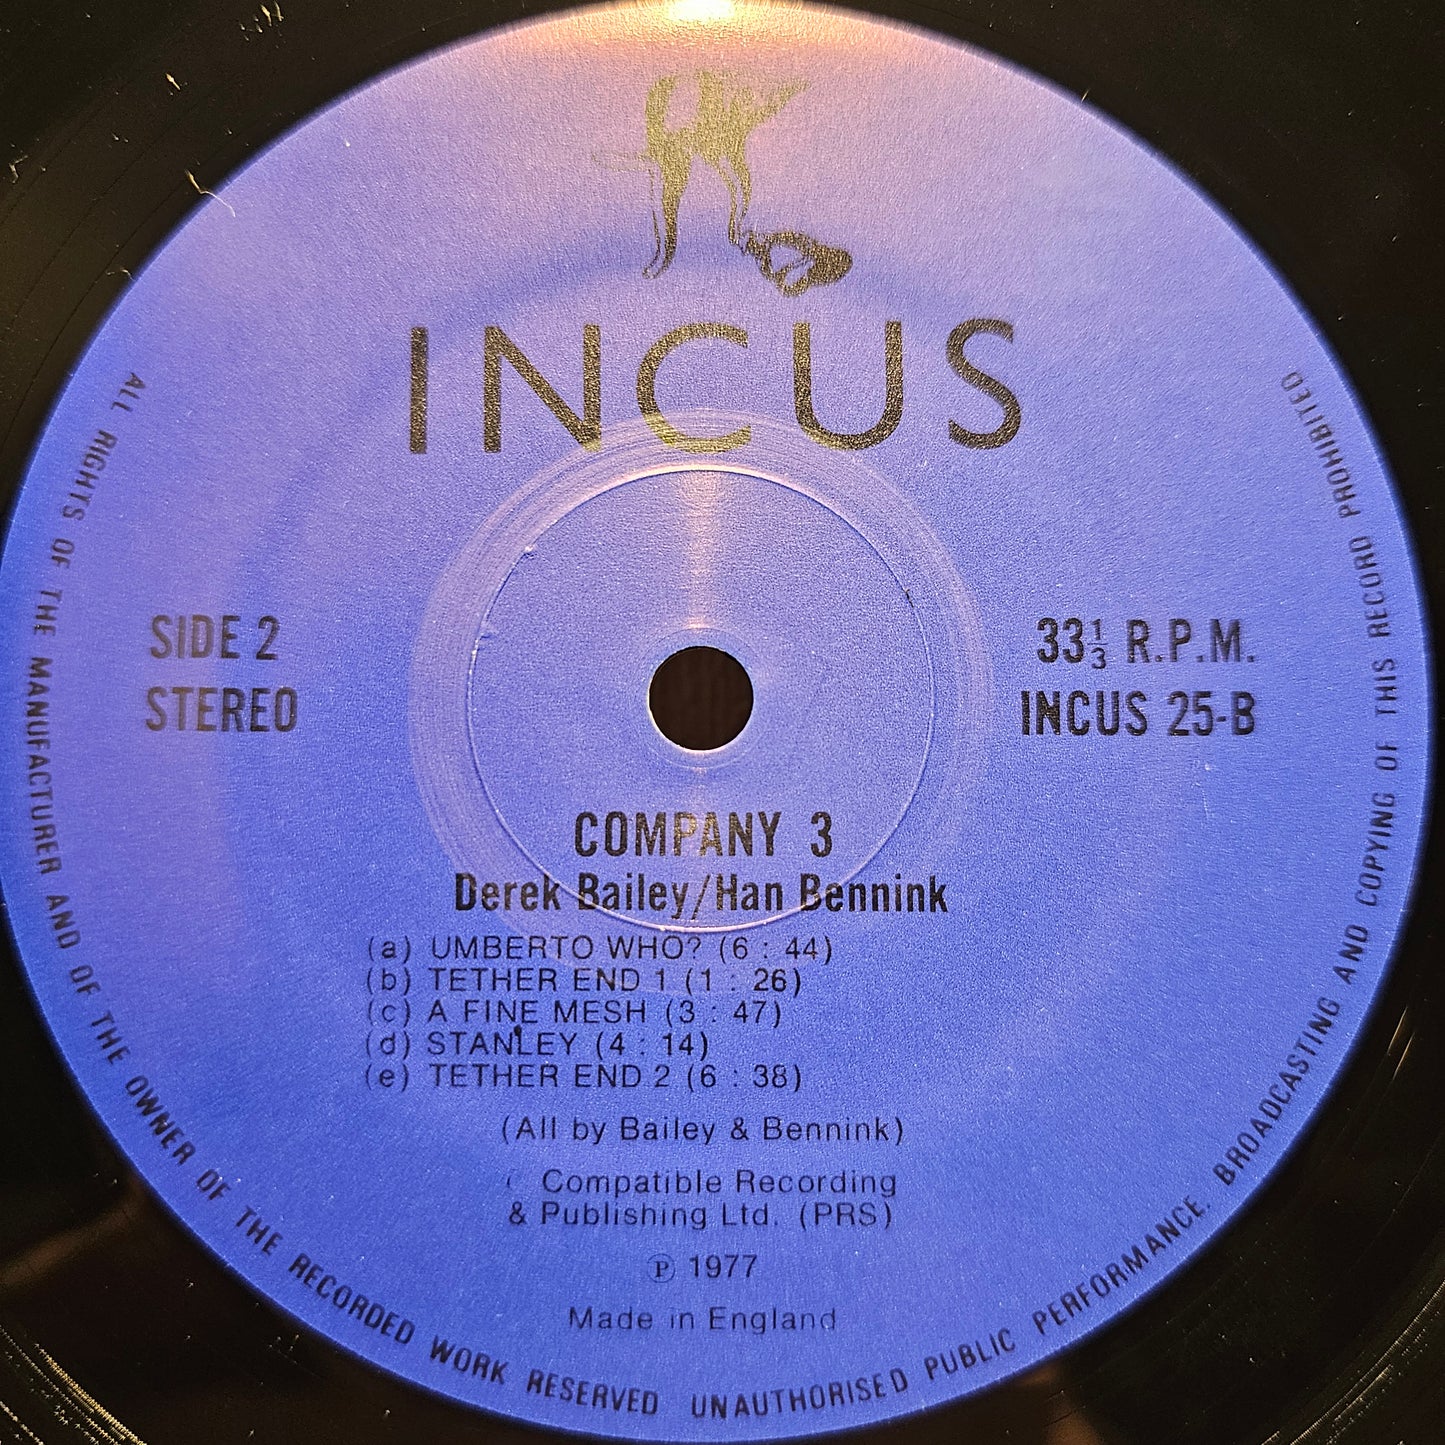 INCUS
SIDE 2
STEREO
33⅓ R.P.M.
INCUS 25-B
COMPANY 3
Derek Bailey/Han Bennink
(a) UMBERTO WHO? (6 : 44)
(b) TETHER END 1 (1 : 26)
(c) A FINE MESH (3 : 47)
(d) STANLEY (4 : 14)
(e) TETHER END 2 (6 : 38)
(All by Bailey & Bennink)
( Compatible Recording
& Publishing Ltd. (PRS)
℗ 1977
Made in England
ALL RIGHTS OF THE MANUFACTURER AND OF THE OWNER OF THE RECORDED WORK RESERVED UNAUTHORISED PUBLIC PERFORMANCE. BROADCASTING AND COPYING OF THIS RECORD PROHIBITED